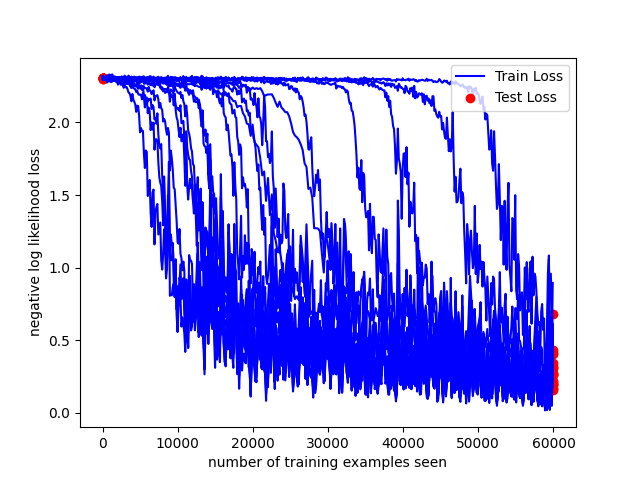 Train Loss
Test Loss
2.0
1.5
1.0
0.5
0.0
negative log likelihood loss
0 10000 20000 30000 40000 50000 60000
number of training examples seen